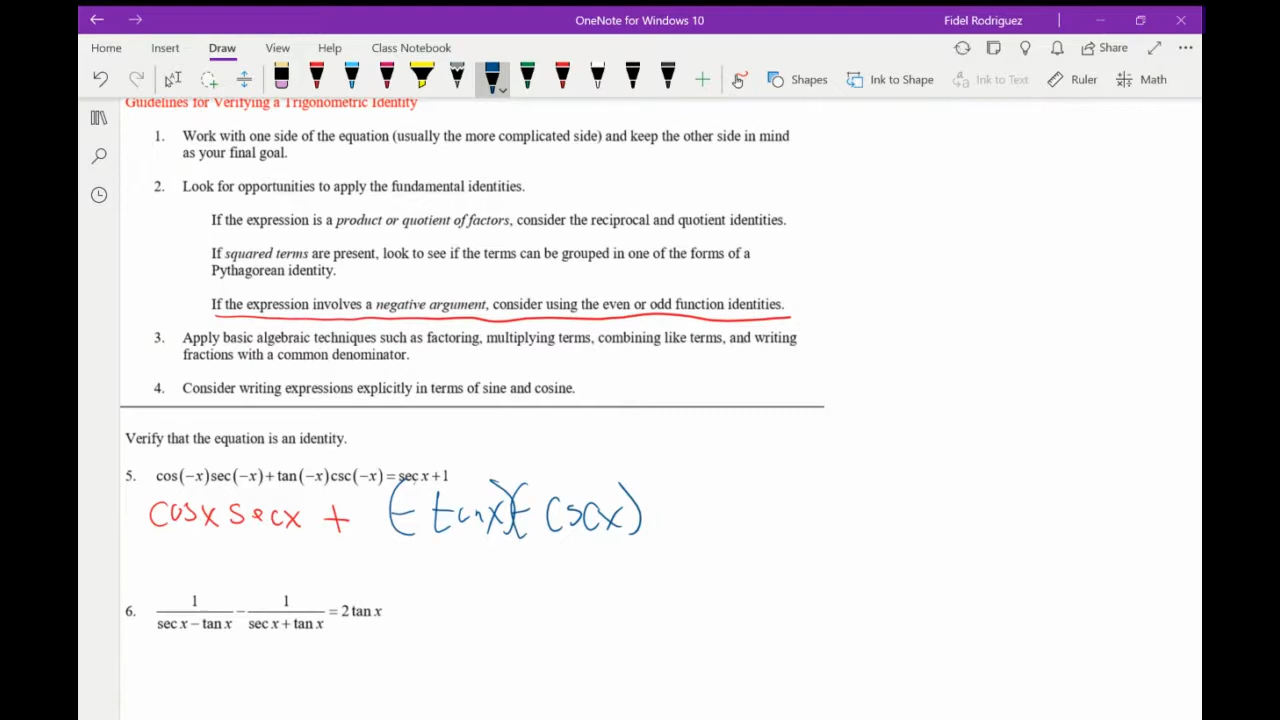 OneNote for Windows 10
Fidel Rodriguez
Home Insert Draw View Help Class Notebook
Share
Shapes Ink to Shape Ink to Text Ruler Math
Guidelines for Verifying a Trigonometric Identity
1. Work with one side of the equation (usually the more complicated side) and keep the other side in mind
as your final goal.
2. Look for opportunities to apply the fundamental identities.
If the expression is a product or quotient of factors, consider the reciprocal and quotient identities.
If squared terms are present, look to see if the terms can be grouped in one of the forms of a
Pythagorean identity.
If the expression involves a negative argument, consider using the even or odd function identities.
3. Apply basic algebraic techniques such as factoring, multiplying terms, combining like terms, and writing
fractions with a common denominator.
4. Consider writing expressions explicitly in terms of sine and cosine.
Verify that the equation is an identity.
5. cos(−x)sec(−x)+tan(−x)csc(−x)=sec x+1
cosx secx + (- tanx)(- cscx)
6. 1/(sec x − tan x) − 1/(sec x + tan x) = 2 tan x